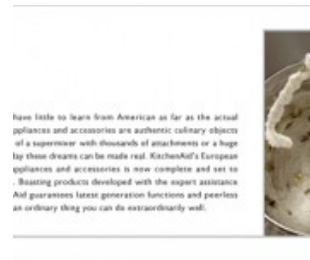 have little to learn from American as far as the actual
ppliances and accessories are authentic culinary objects
of a supermixer with thousands of attachments or a huge
day these dreams can be made real. KitchenAid's European
appliances and accessories is now complete and set to
. Boasting products developed with the expert assistance
Aid guarantees latest generation functions and peerless
an ordinary thing you can do extraordinarily well.